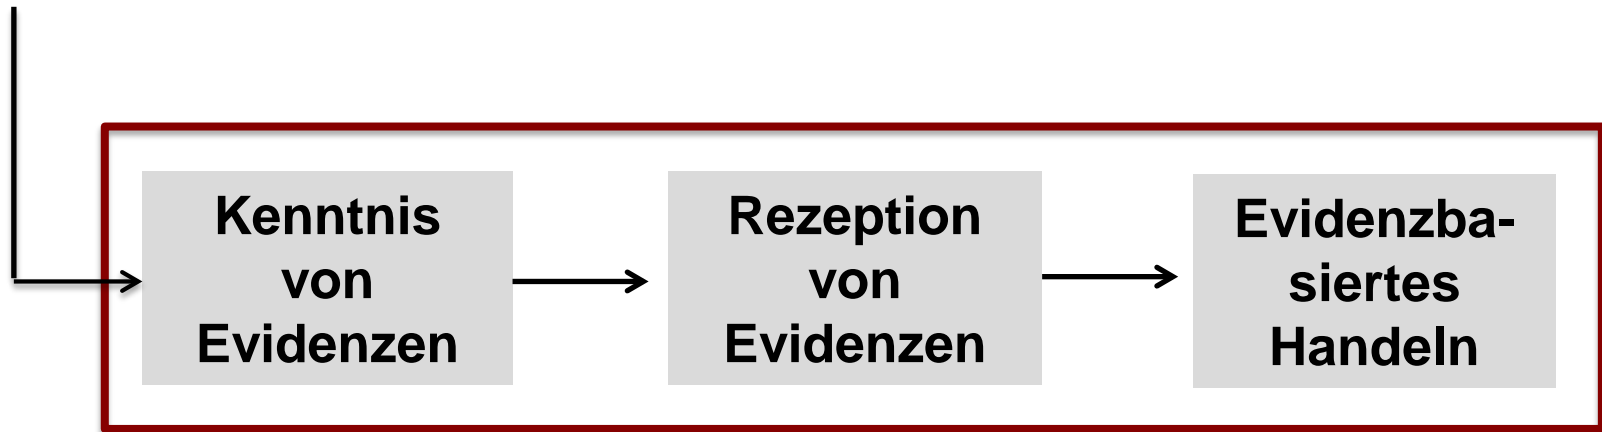 Kenntnis
von
Evidenzen
Rezeption
von
Evidenzen
Evidenzba-
siertes
Handeln